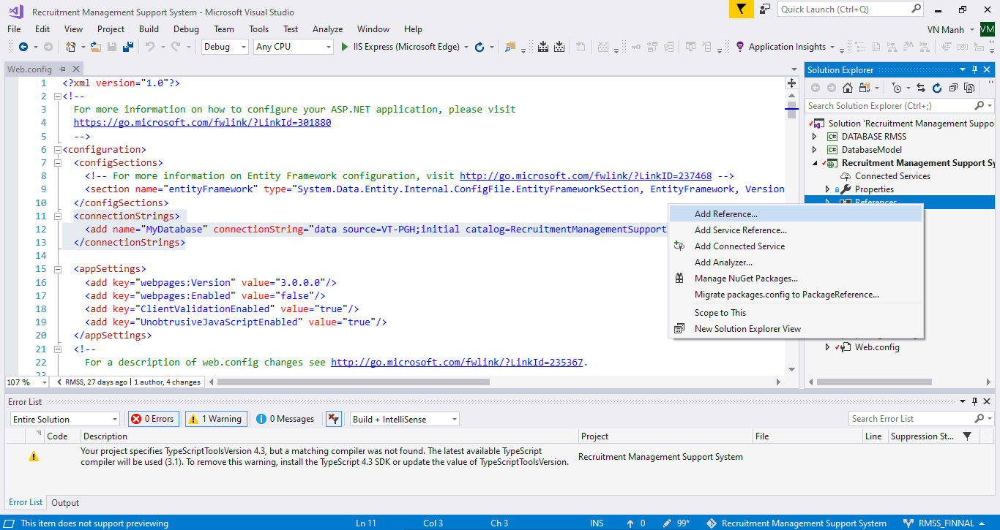 Recruitment Management Support System - Microsoft Visual Studio
Quick Launch (Ctrl+Q)
File Edit View Project Build Debug Team Tools Test Analyze Window Help
VN Manh VM
Debug Any CPU IIS Express (Microsoft Edge) Application Insights
Web.config
1 <?xml version="1.0"?>
2 <!--
3 For more information on how to configure your ASP.NET application, please visit
4 https://go.microsoft.com/fwlink/?LinkId=301880
5 -->
6 <configuration>
7 <configSections>
8 <!-- For more information on Entity Framework configuration, visit http://go.microsoft.com/fwlink/?LinkID=237468 -->
9 <section name="entityFramework" type="System.Data.Entity.Internal.ConfigFile.EntityFrameworkSection, EntityFramework, Version
10 </configSections>
11 <connectionStrings>
12 <add name="MyDatabase" connectionString="data source=VT-PGH;initial catalog=RecruitmentManagementSupport
13 </connectionStrings>
14
15 <appSettings>
16 <add key="webpages:Version" value="3.0.0.0"/>
17 <add key="webpages:Enabled" value="false"/>
18 <add key="ClientValidationEnabled" value="true"/>
19 <add key="UnobtrusiveJavaScriptEnabled" value="true"/>
20 </appSettings>
21 <!--
22 For a description of web.config changes see http://go.microsoft.com/fwlink/?LinkId=235367.
23
107 % RMSS, 27 days ago | 1 author, 4 changes
Solution Explorer
Search Solution Explorer (Ctrl+;)
Solution 'Recruitment Management Suppo
DATABASE RMSS
DatabaseModel
Recruitment Management Support Sy
Connected Services
Properties
References
Add Reference...
Add Service Reference...
Add Connected Service
Add Analyzer...
Manage NuGet Packages...
Migrate packages.config to PackageReference...
Scope to This
New Solution Explorer View
Web.config
Error List
Entire Solution 0 Errors 1 Warning 0 Messages Build + IntelliSense Search Error List
Code Description Project File Line Suppression St...
Your project specifies TypeScriptToolsVersion 4.3, but a matching compiler was not found. The latest available TypeScript
compiler will be used (3.1). To remove this warning, install the TypeScript 4.3 SDK or update the value of TypeScriptToolsVersion.
Recruitment Management Support System
Error List Output
This item does not support previewing Ln 11 Col 3 Ch 3 INS 0 99* Recruitment Management Support System RMSS_FINNAL